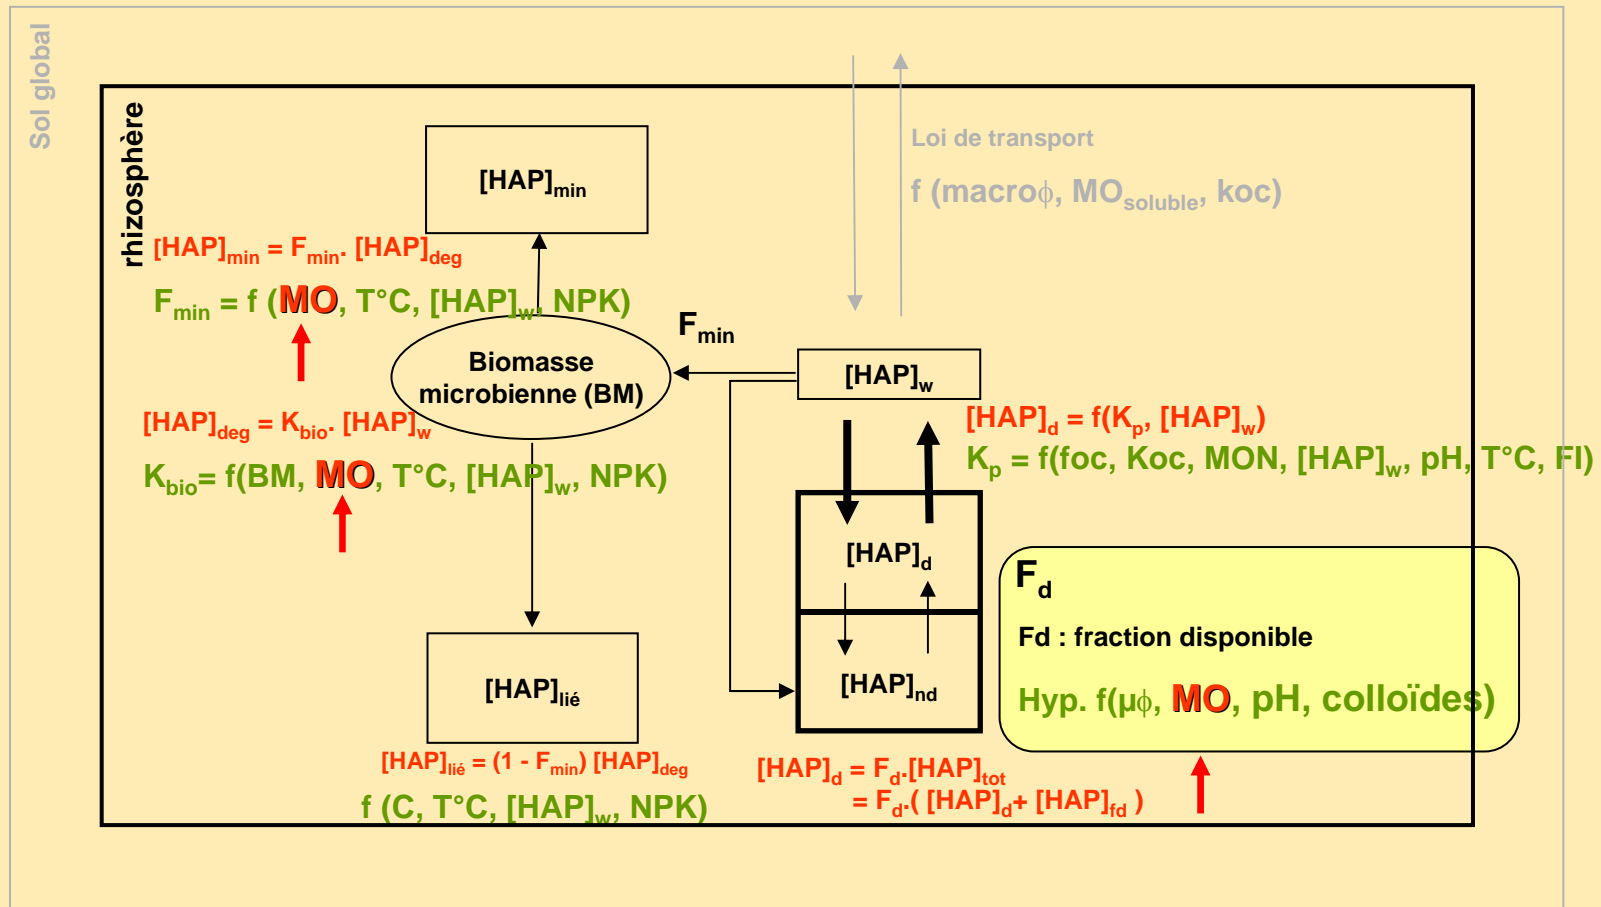 Sol global
rhizosphère
[HAP]min
Loi de transport
f (macroϕ, MOsoluble, koc)
[HAP]min = Fmin. [HAP]deg
Fmin = f (MO, T°C, [HAP]w, NPK)
Fmin
Biomasse
microbienne (BM)
[HAP]w
[HAP]deg = Kbio. [HAP]w
Kbio= f(BM, MO, T°C, [HAP]w, NPK)
[HAP]d = f(Kp, [HAP]w)
Kp = f(foc, Koc, MON, [HAP]w, pH, T°C, FI)
[HAP]d
[HAP]nd
Fd
Fd : fraction disponible
Hyp. f(µϕ, MO, pH, colloïdes)
[HAP]lié
[HAP]lié = (1 - Fmin) [HAP]deg
f (C, T°C, [HAP]w, NPK)
[HAP]d = Fd.[HAP]tot
= Fd.( [HAP]d+ [HAP]fd )